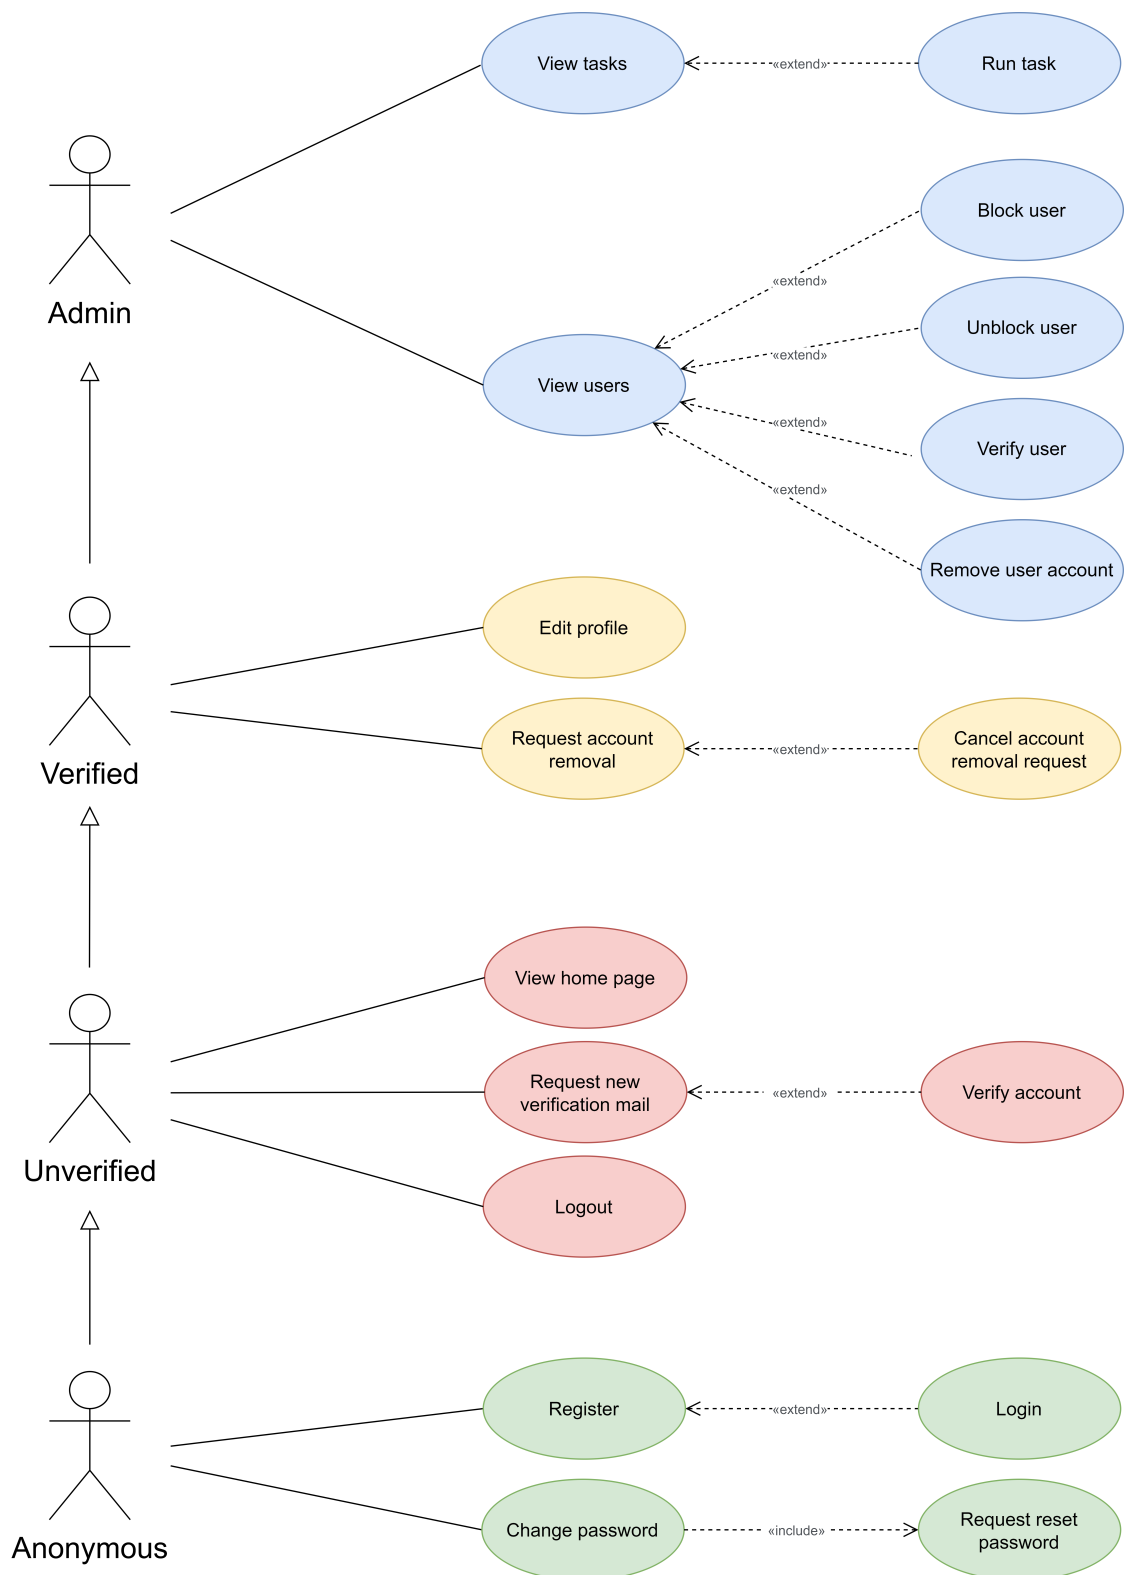 View tasks
«extend»
Run task
Block user
«extend»
Admin
Unblock user
«extend»
View users
«extend»
Verify user
«extend»
Remove user account
Edit profile
Request account
removal
«extend»
Cancel account
removal request
Verified
View home page
Request new
verification mail
«extend»
Verify account
Unverified
Logout
Register
«extend»
Login
Change password
«include»
Request reset
password
Anonymous